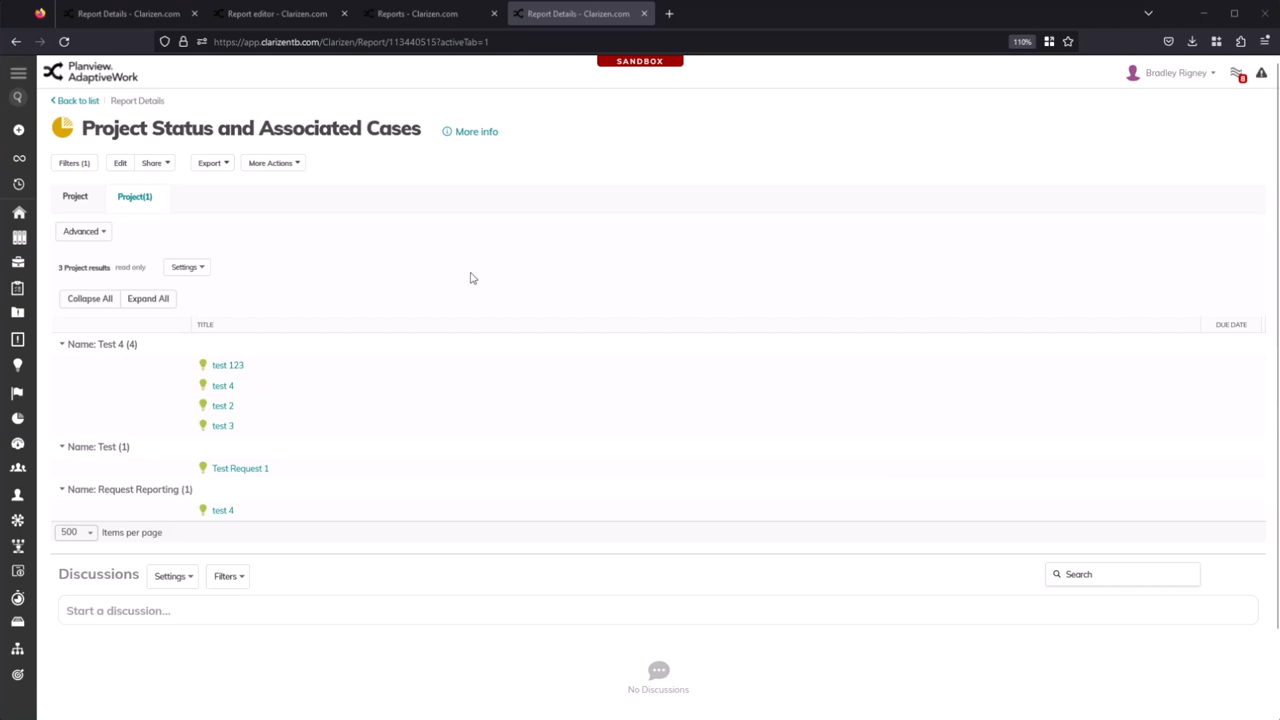 Report Details - Clarizen.com
Report editor - Clarizen.com
Reports - Clarizen.com
Report Details - Clarizen.com
https://app.clarizentb.com/Clarizen/Report/113440515?activeTab=1
110%
SANDBOX
Planview.
AdaptiveWork
Bradley Rigney
8
Back to list
Report Details
Project Status and Associated Cases
More info
Filters (1)
Edit
Share
Export
More Actions
Project
Project(1)
Advanced
3 Project results read only
Settings
Collapse All
Expand All
TITLE
DUE DATE
Name: Test 4 (4)
test 123
test 4
test 2
test 3
Name: Test (1)
Test Request 1
Name: Request Reporting (1)
test 4
500
Items per page
Discussions
Settings
Filters
Search
Start a discussion...
No Discussions